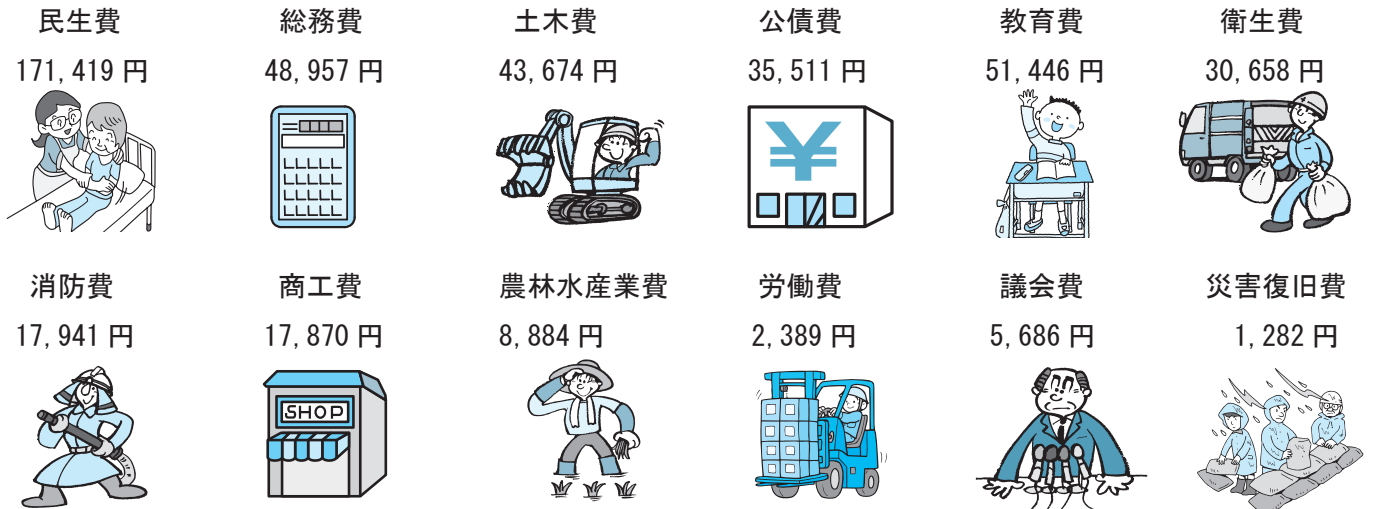 民生費 総務費 土木費 公債費 教育費 衛生費
171,419 円 48,957 円 43,674 円 35,511 円 51,446 円 30,658 円
¥
消防費 商工費 農林水産業費 労働費 議会費 災害復旧費
17,941 円 17,870 円 8,884 円 2,389 円 5,686 円 1,282 円
SHOP